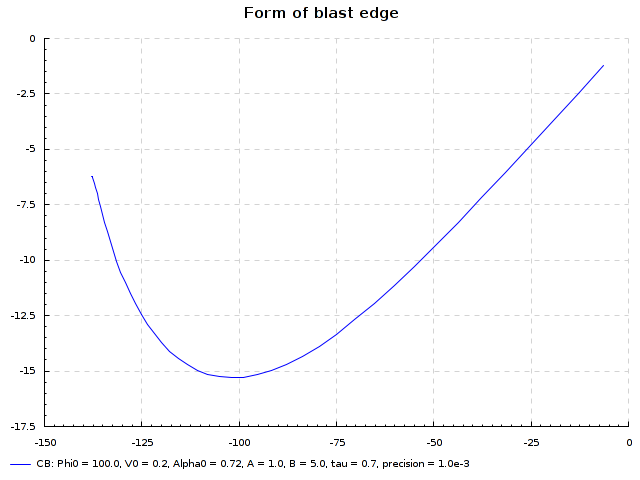 Form of blast edge
0
-2.5
-5
-7.5
-10
-12.5
-15
-17.5
-150 -125 -100 -75 -50 -25 0
CB: Phi0 = 100.0, V0 = 0.2, Alpha0 = 0.72, A = 1.0, B = 5.0, tau = 0.7, precision = 1.0e-3